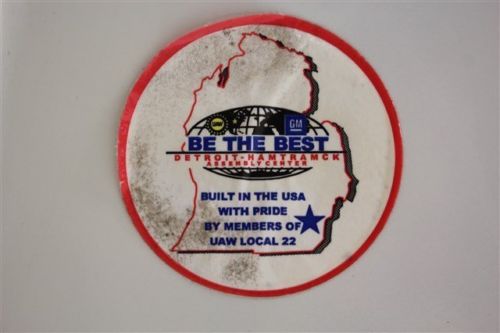 UAW
GM
BE THE BEST
DETROIT-HAMTRAMCK
ASSEMBLY CENTER
BUILT IN THE USA
WITH PRIDE
BY MEMBERS OF
UAW LOCAL 22